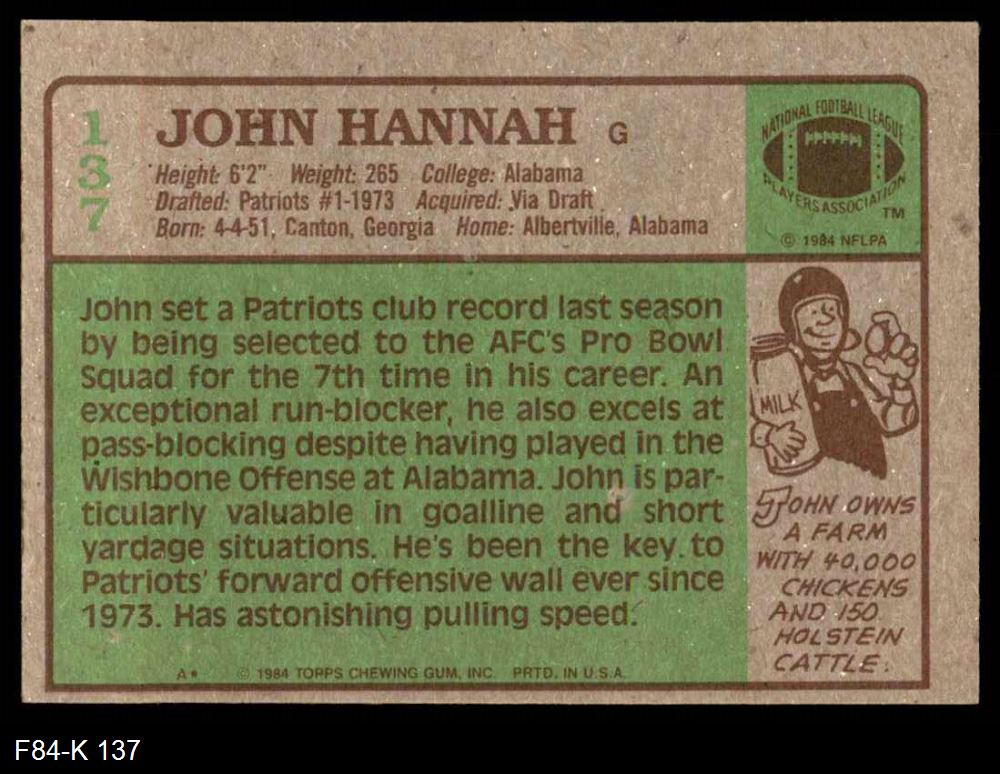 137
JOHN HANNAH G
Height: 6'2" Weight: 265 College: Alabama
Drafted: Patriots #1-1973 Acquired: Via Draft
Born: 4-4-51, Canton, Georgia Home: Albertville, Alabama
NATIONAL FOOTBALL LEAGUE
PLAYERS ASSOCIATION
TM
© 1984 NFLPA
John set a Patriots club record last season
by being selected to the AFC's Pro Bowl
Squad for the 7th time in his career. An
exceptional run-blocker, he also excels at
pass-blocking despite having played in the
Wishbone Offense at Alabama. John is par-
ticularly valuable in goalline and short
yardage situations. He's been the key to
Patriots' forward offensive wall ever since
1973. Has astonishing pulling speed.
A* © 1984 TOPPS CHEWING GUM, INC. PRTD. IN U.S.A.
MILK
JOHN OWNS
A FARM
WITH 40,000
CHICKENS
AND 150
HOLSTEIN
CATTLE.
F84-K 137